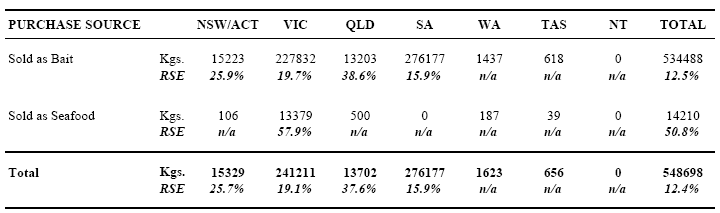 PURCHASE SOURCE NSW/ACT VIC QLD SA WA TAS NT TOTAL
Sold as Bait Kgs. 15223 227832 13203 276177 1437 618 0 534488
RSE 25.9% 19.7% 38.6% 15.9% n/a n/a n/a 12.5%
Sold as Seafood Kgs. 106 13379 500 0 187 39 0 14210
RSE n/a 57.9% n/a n/a n/a n/a n/a 50.8%
Total Kgs. 15329 241211 13702 276177 1623 656 0 548698
RSE 25.7% 19.1% 37.6% 15.9% n/a n/a n/a 12.4%